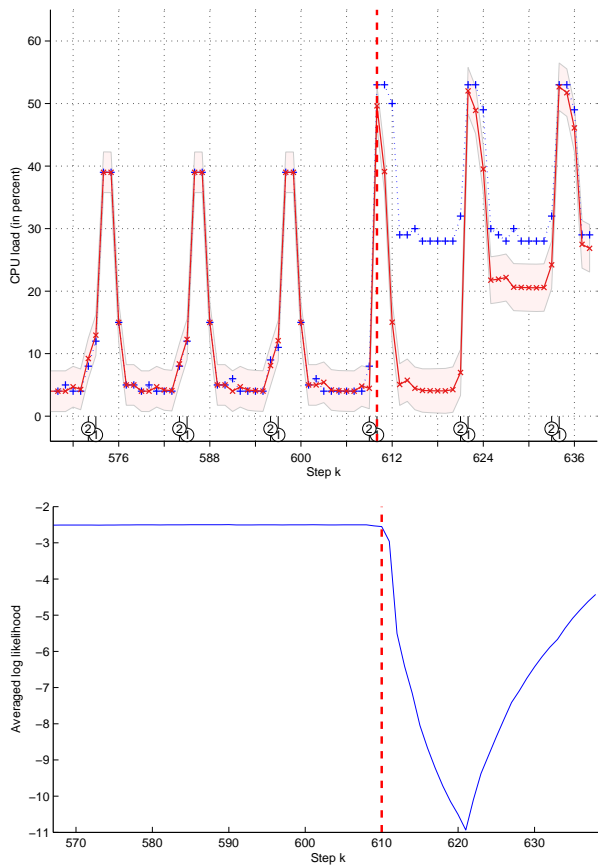 60
50
40
30
20
10
0
CPU load (in percent)
② ① ② ① ② ① ② ① ② ① ② ①
576 588 600 612 624 636
Step k
−2
−3
−4
−5
−6
−7
−8
−9
−10
−11
Averaged log likelihood
570 580 590 600 610 620 630
Step k